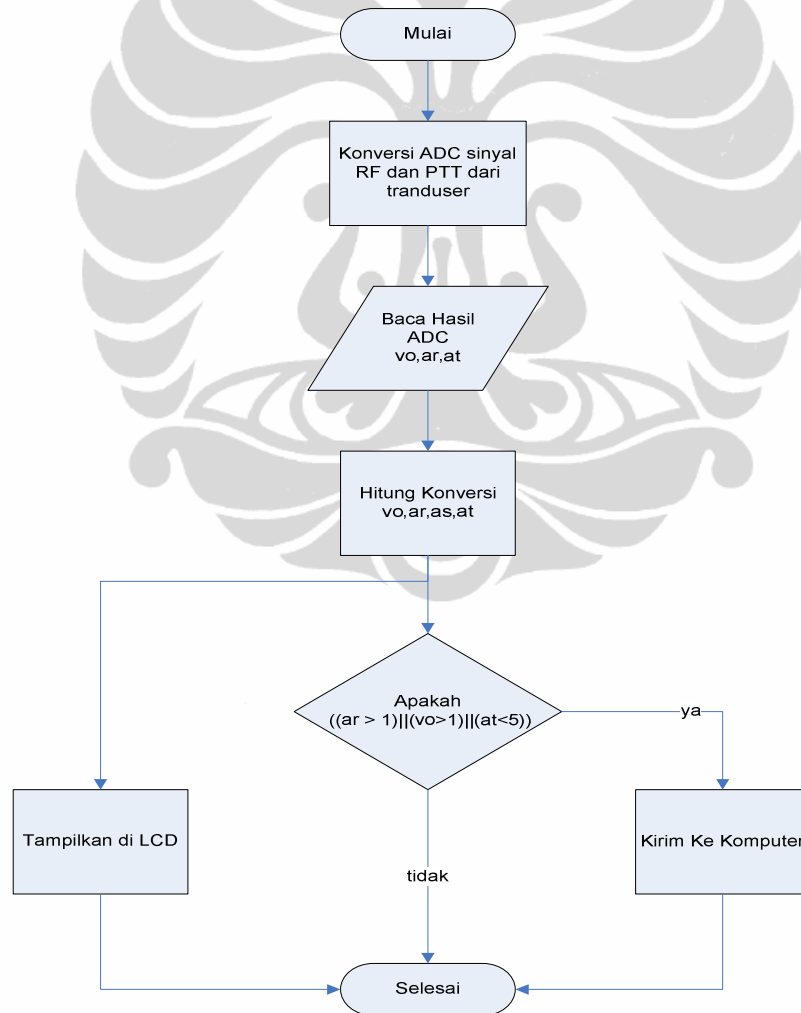 Mulai
Konversi ADC sinyal
RF dan PTT dari
tranduser
Baca Hasil
ADC
vo,ar,at
Hitung Konversi
vo,ar,as,at
Apakah
((ar > 1)||(vo>1)||(at<5))
ya
Tampilkan di LCD
Kirim Ke Komputer
tidak
Selesai